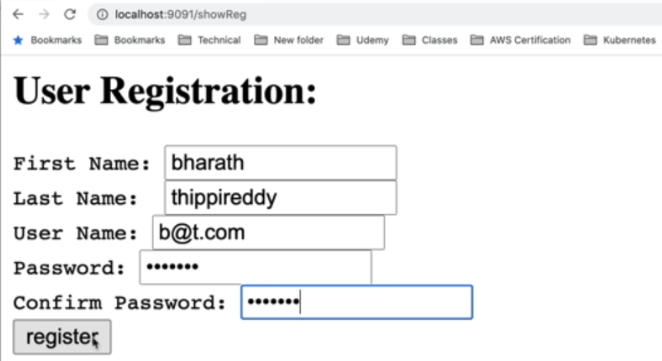 localhost:9091/showReg
Bookmarks Bookmarks Technical New folder Udemy Classes AWS Certification Kubernetes
User Registration:
First Name: bharath
Last Name: thippireddy
User Name: b@t.com
Password: •••••••
Confirm Password: •••••••
register